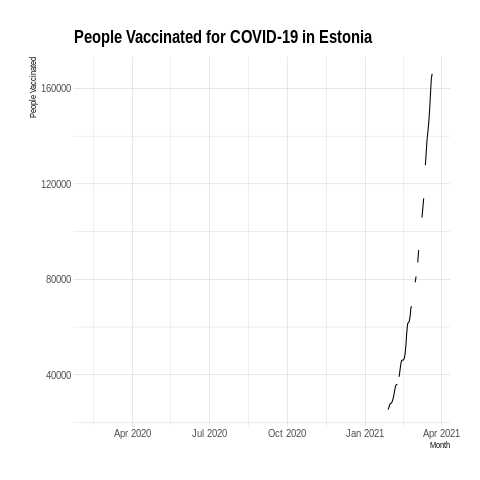 People Vaccinated for COVID-19 in Estonia
People Vaccinated
160000
120000
80000
40000
Apr 2020 Jul 2020 Oct 2020 Jan 2021 Apr 2021
Month